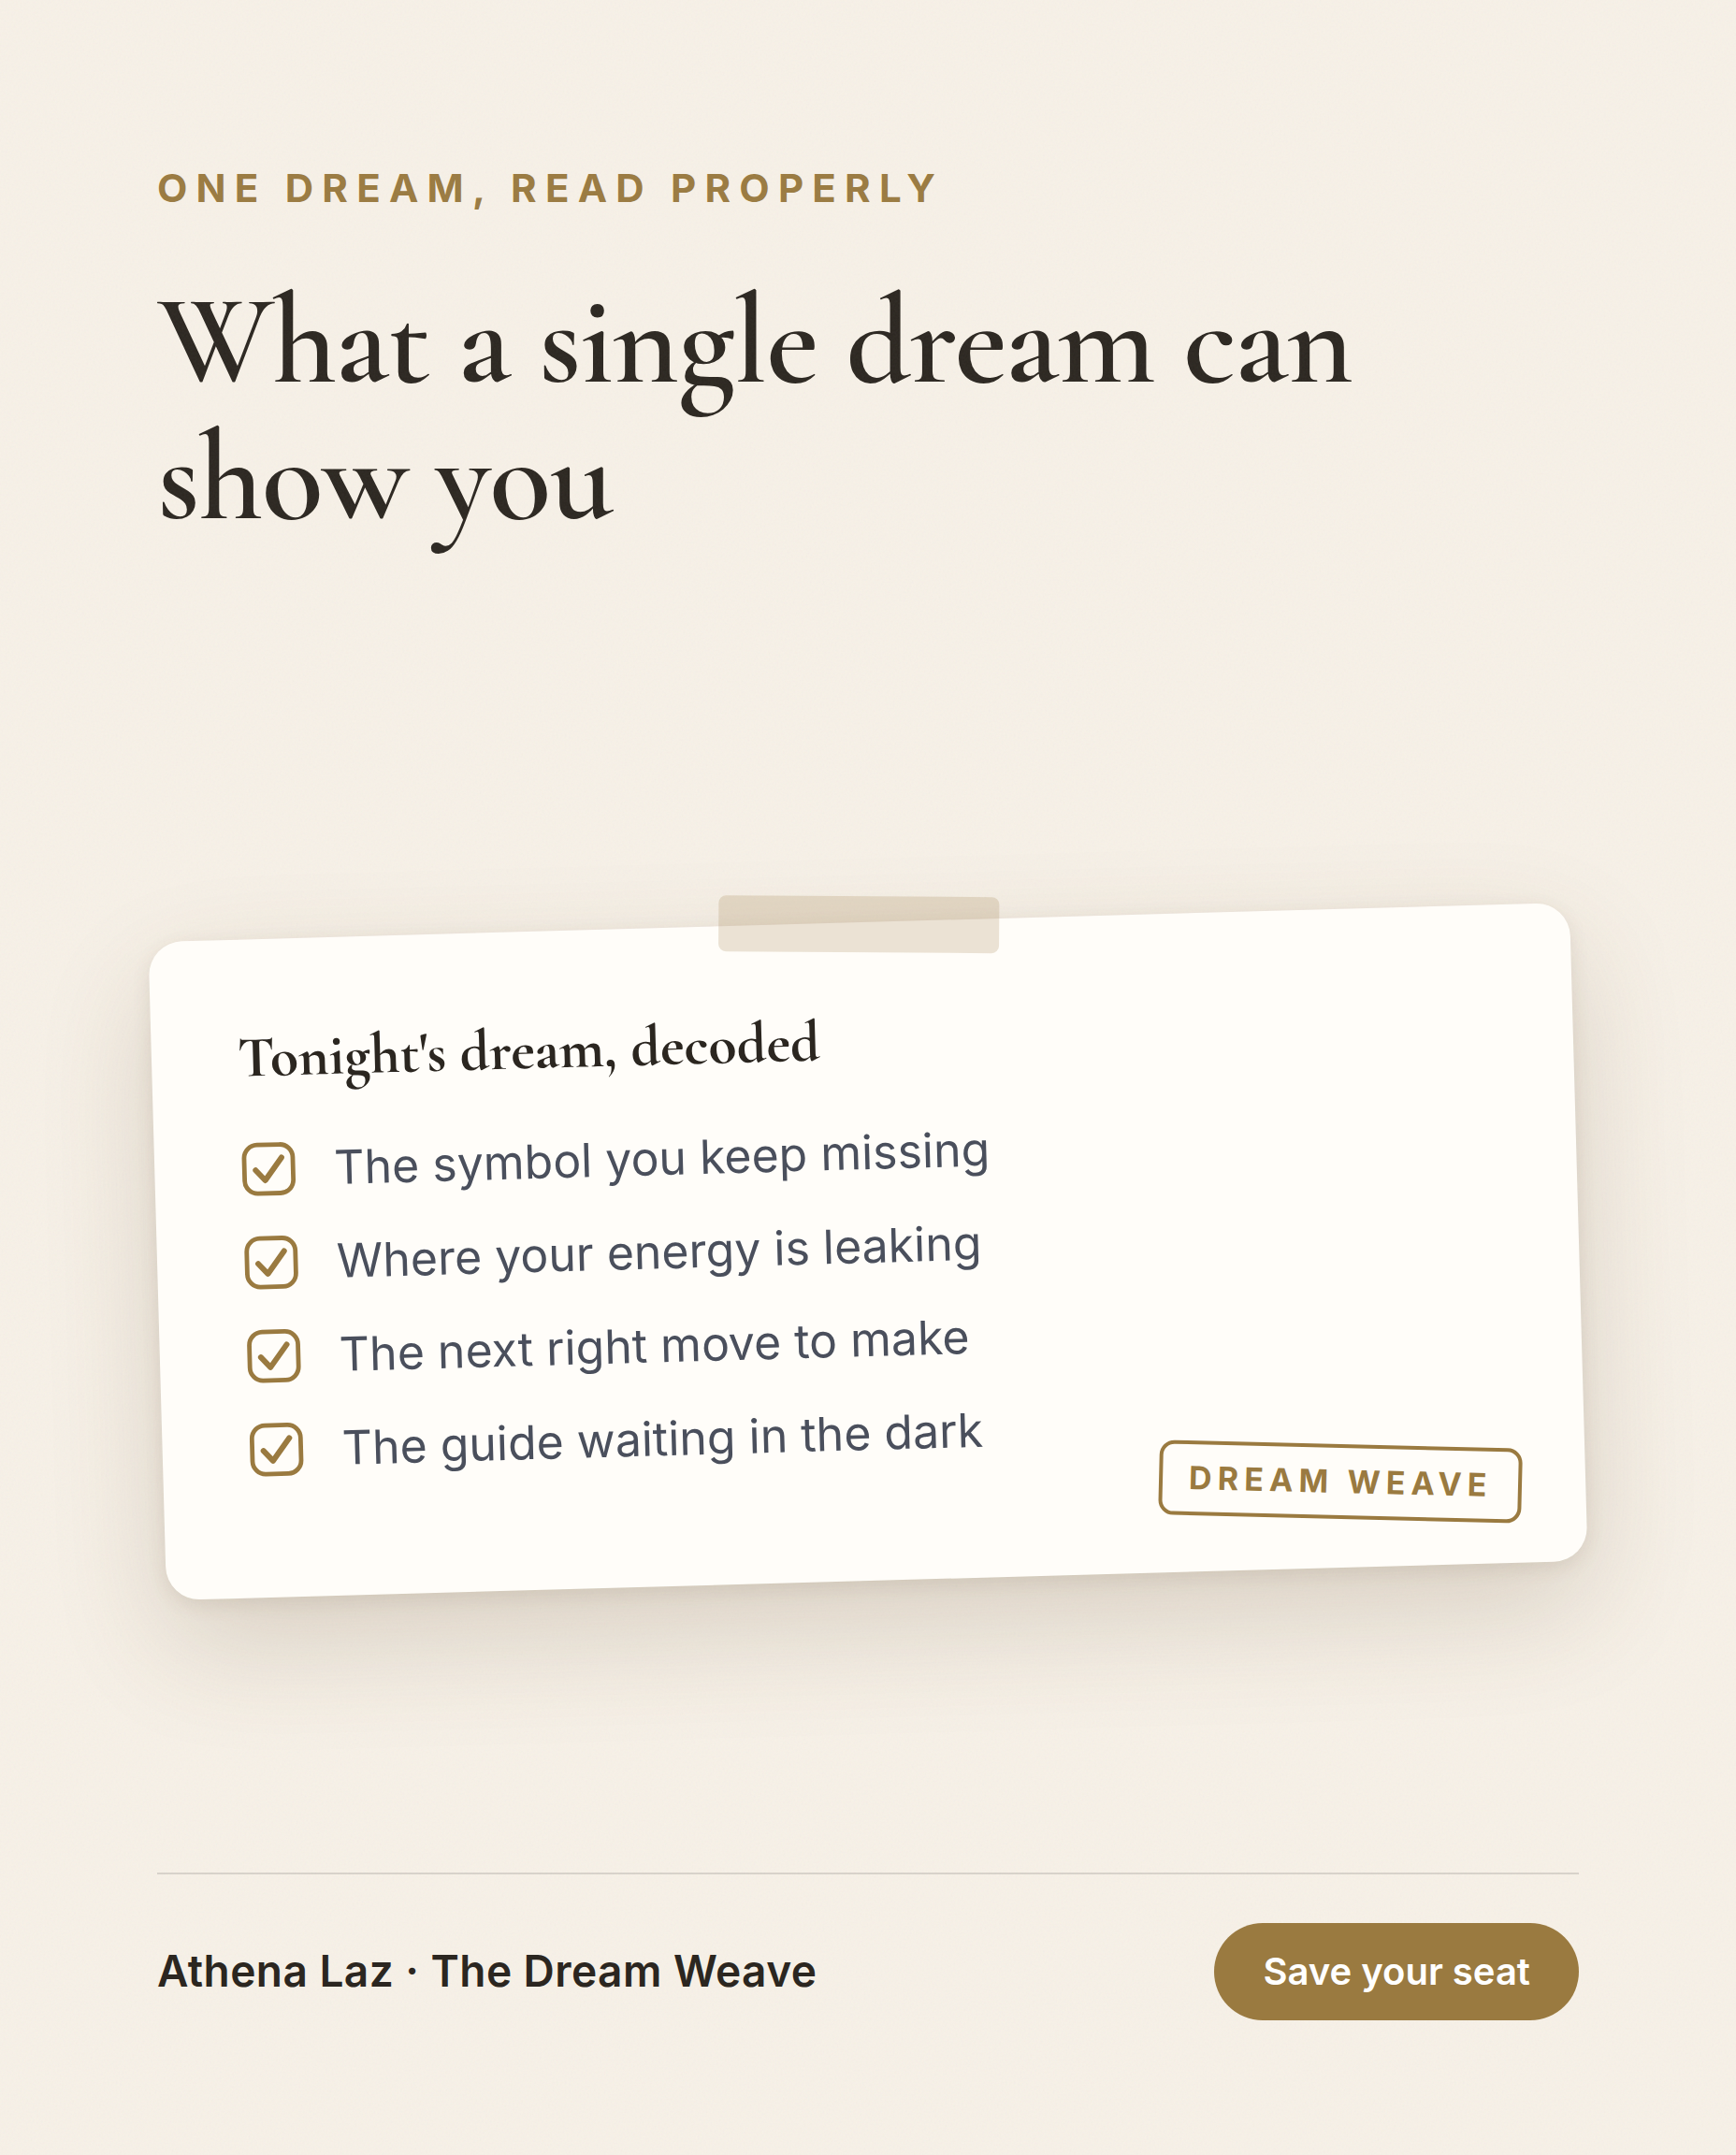 ONE DREAM, READ PROPERLY
What a single dream can
show you
Tonight's dream, decoded
The symbol you keep missing
Where your energy is leaking
The next right move to make
The guide waiting in the dark
DREAM WEAVE
Athena Laz · The Dream Weave
Save your seat